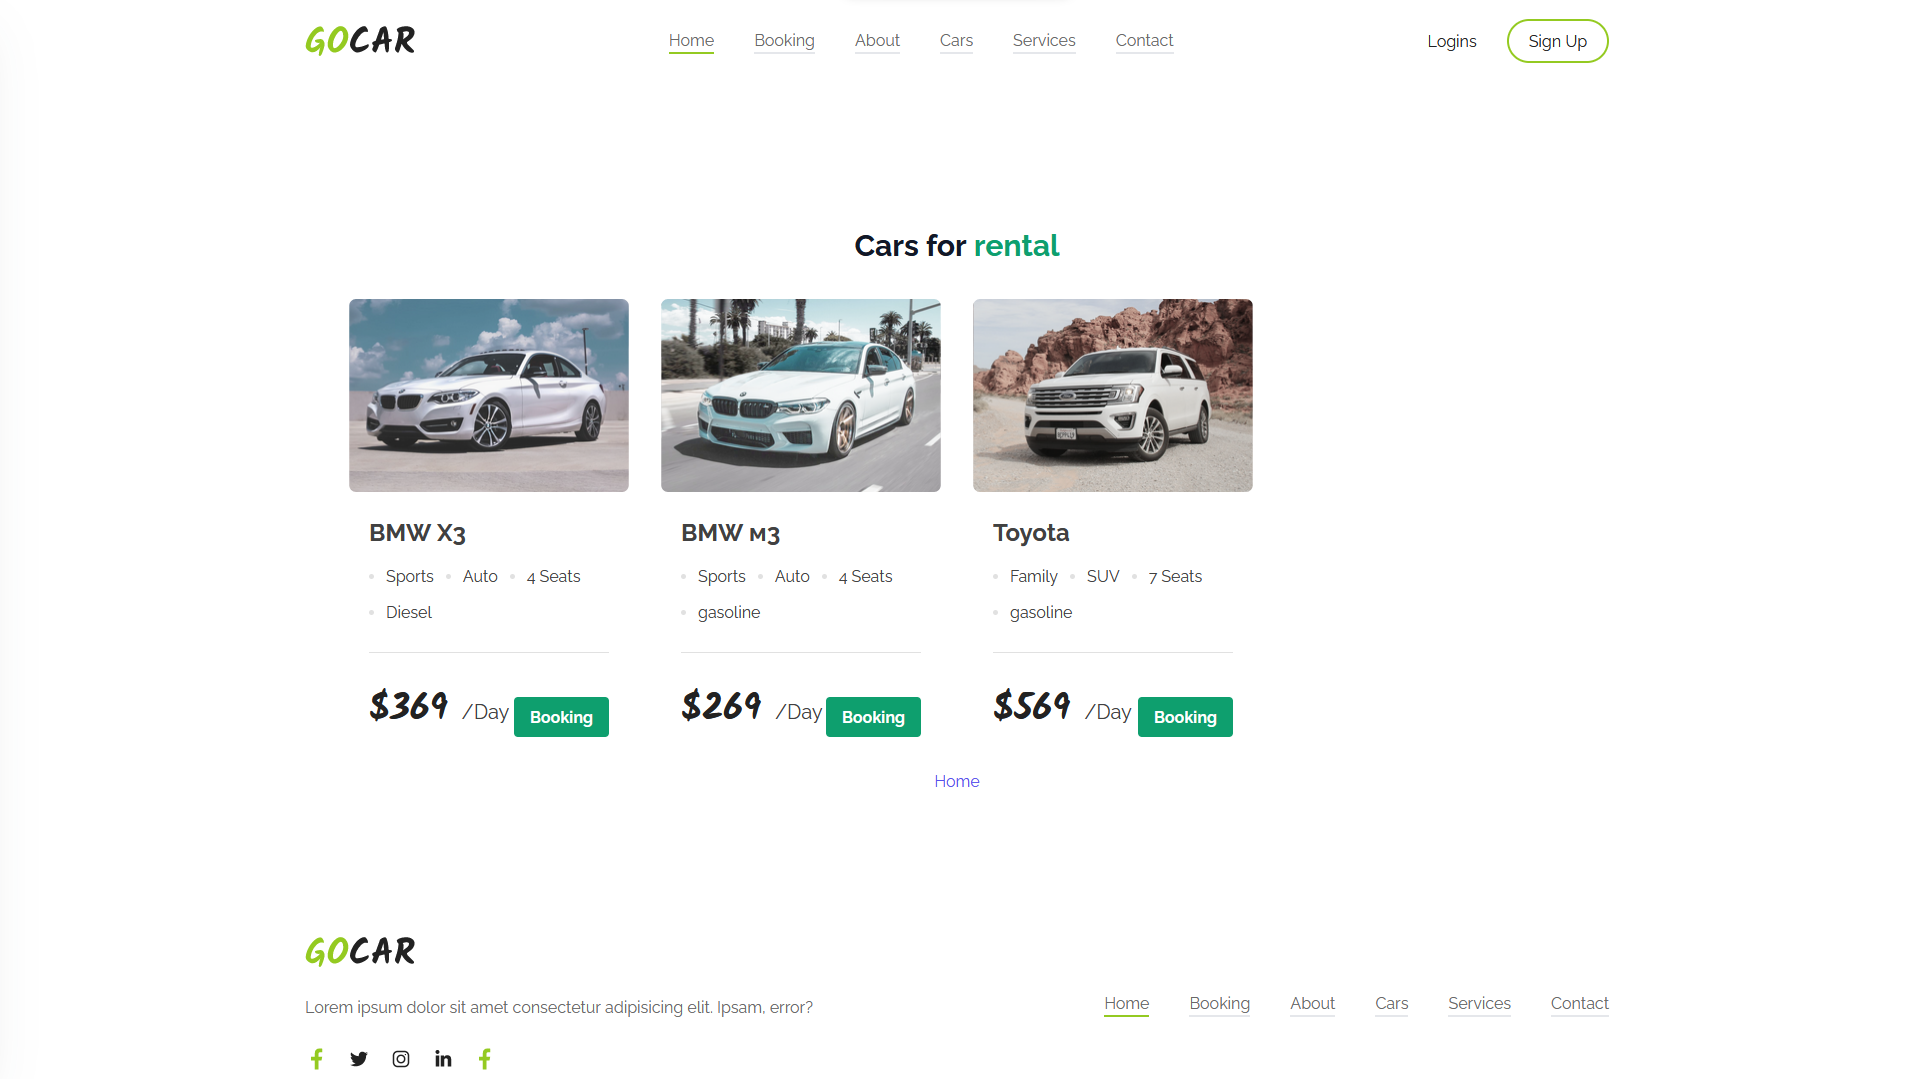 GOCAR Home Booking About Cars Services Contact Logins Sign Up
Cars for rental
BMW X3
Sports Auto 4 Seats
Diesel
$369 /Day Booking
BMW м3
Sports Auto 4 Seats
gasoline
$269 /Day Booking
Toyota
Family SUV 7 Seats
gasoline
$569 /Day Booking
Home
GOCAR
Lorem ipsum dolor sit amet consectetur adipisicing elit. Ipsam, error?
Home Booking About Cars Services Contact